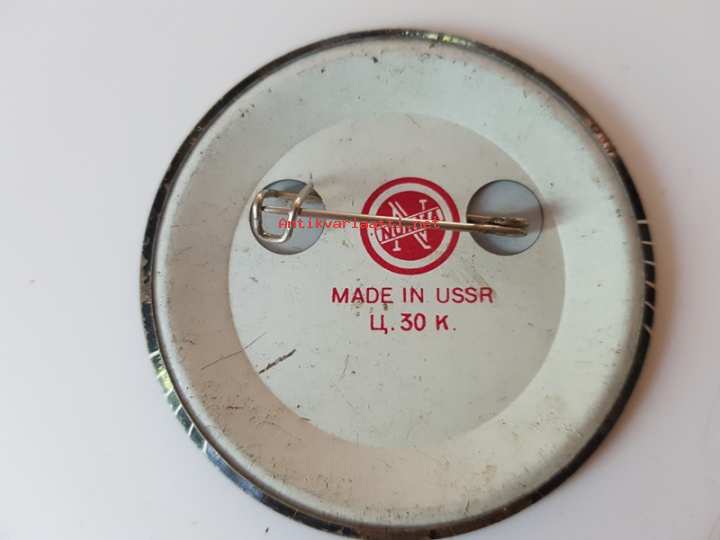 NORMA
Antikvariaatti.net
MADE IN USSR
Ц. 30 К.